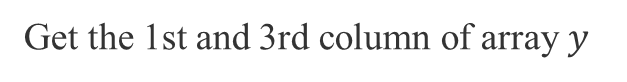 Get the 1st and 3rd column of array y